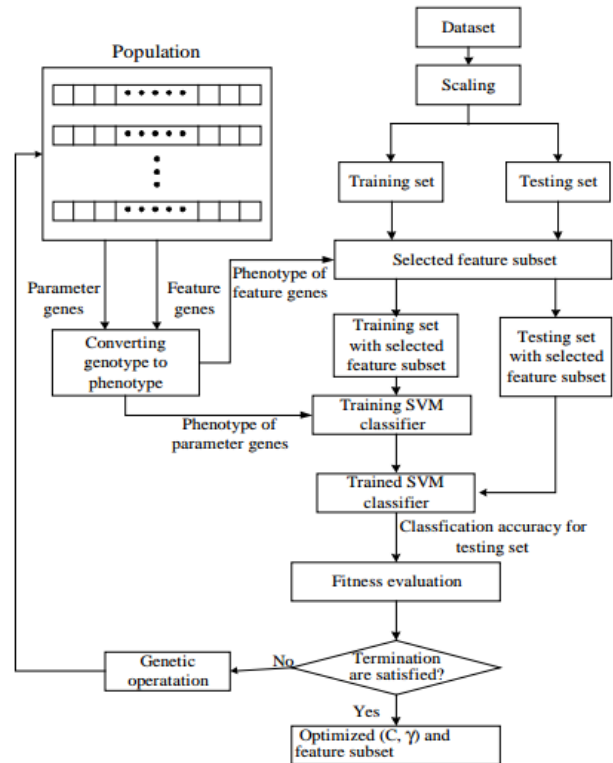 Population
Dataset
Scaling
Training set
Testing set
Parameter
genes
Feature
genes
Phenotype of
feature genes
Selected feature subset
Converting
genotype to
phenotype
Training set
with selected
feature subset
Testing set
with selected
feature subset
Phenotype of
parameter genes
Training SVM
classifier
Trained SVM
classifier
Classfication accuracy for
testing set
Fitness evaluation
Termination
are satisfied?
No
Genetic
operatation
Yes
Optimized (C, γ) and
feature subset